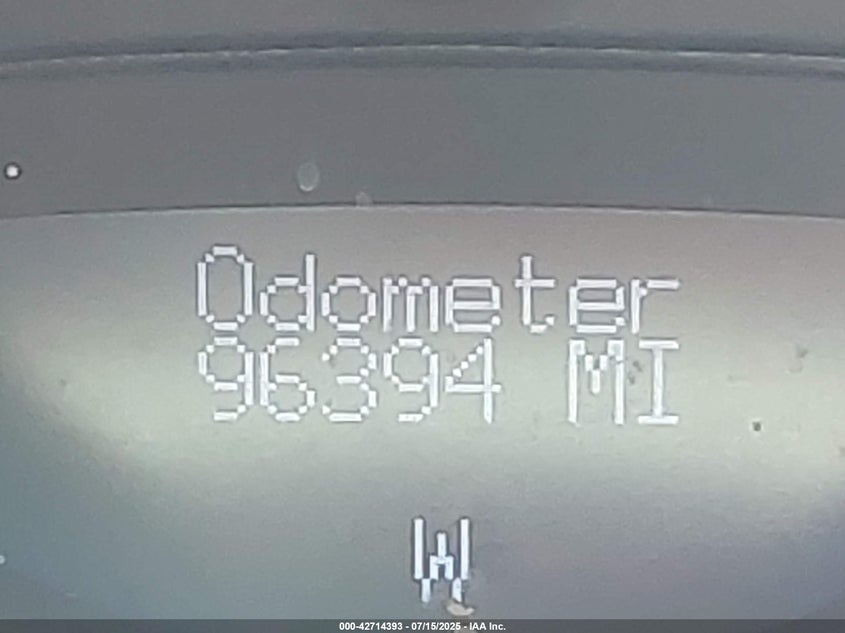 Odometer
96394 MI
W
000-42714393 - 07/15/2025 - IAA Inc.